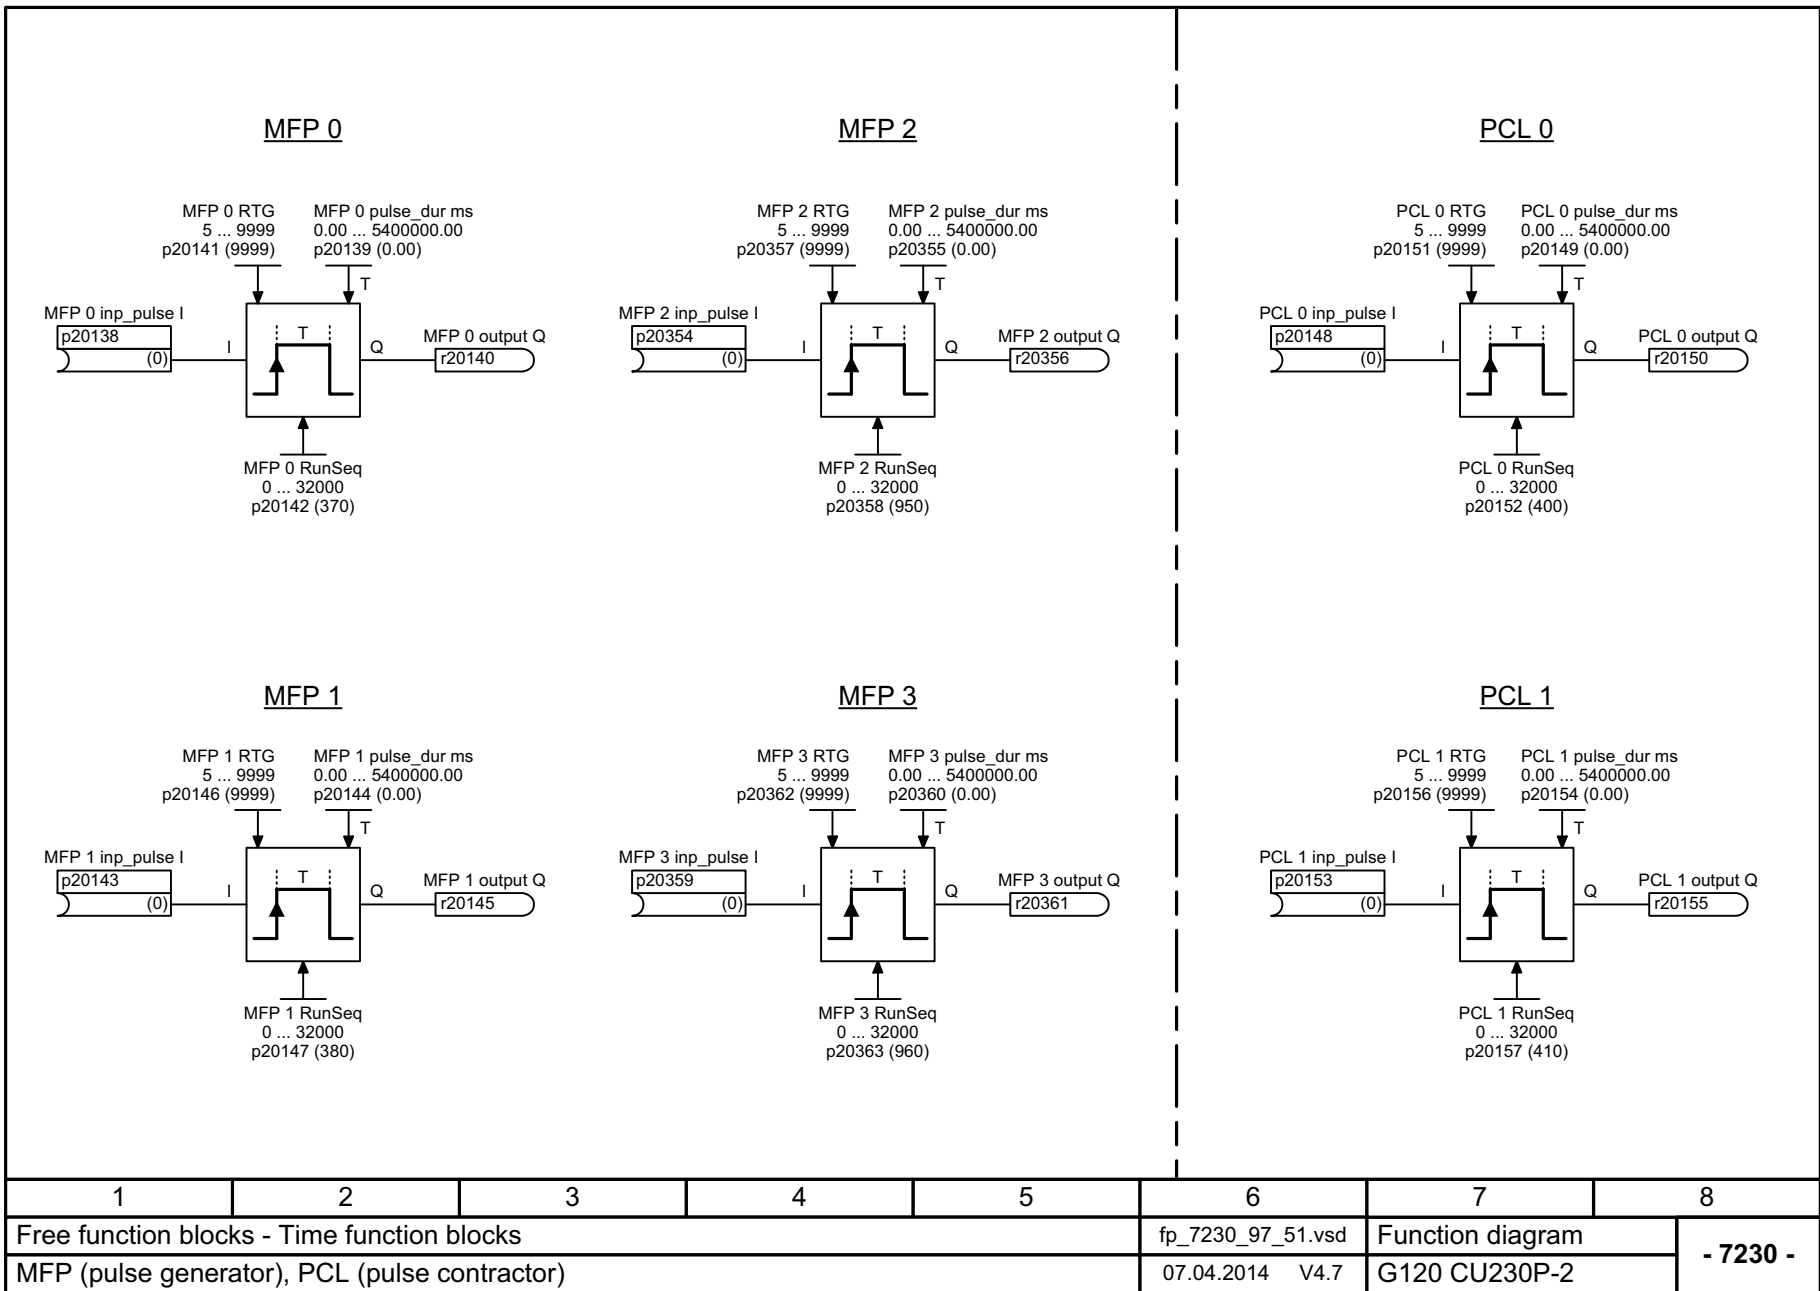 MFP 0
MFP 0 RTG
5 ... 9999
p20141 (9999)
MFP 0 pulse_dur ms
0.00 ... 5400000.00
p20139 (0.00)
T
MFP 0 inp_pulse I
p20138
(0)
I
T
Q
MFP 0 output Q
r20140
MFP 0 RunSeq
0 ... 32000
p20142 (370)
MFP 2
MFP 2 RTG
5 ... 9999
p20357 (9999)
MFP 2 pulse_dur ms
0.00 ... 5400000.00
p20355 (0.00)
T
MFP 2 inp_pulse I
p20354
(0)
I
T
Q
MFP 2 output Q
r20356
MFP 2 RunSeq
0 ... 32000
p20358 (950)
PCL 0
PCL 0 RTG
5 ... 9999
p20151 (9999)
PCL 0 pulse_dur ms
0.00 ... 5400000.00
p20149 (0.00)
T
PCL 0 inp_pulse I
p20148
(0)
I
T
Q
PCL 0 output Q
r20150
PCL 0 RunSeq
0 ... 32000
p20152 (400)
MFP 1
MFP 1 RTG
5 ... 9999
p20146 (9999)
MFP 1 pulse_dur ms
0.00 ... 5400000.00
p20144 (0.00)
T
MFP 1 inp_pulse I
p20143
(0)
I
T
Q
MFP 1 output Q
r20145
MFP 1 RunSeq
0 ... 32000
p20147 (380)
MFP 3
MFP 3 RTG
5 ... 9999
p20362 (9999)
MFP 3 pulse_dur ms
0.00 ... 5400000.00
p20360 (0.00)
T
MFP 3 inp_pulse I
p20359
(0)
I
T
Q
MFP 3 output Q
r20361
MFP 3 RunSeq
0 ... 32000
p20363 (960)
PCL 1
PCL 1 RTG
5 ... 9999
p20156 (9999)
PCL 1 pulse_dur ms
0.00 ... 5400000.00
p20154 (0.00)
T
PCL 1 inp_pulse I
p20153
(0)
I
T
Q
PCL 1 output Q
r20155
PCL 1 RunSeq
0 ... 32000
p20157 (410)
1 2 3 4 5 6 7 8
Free function blocks - Time function blocks
fp_7230_97_51.vsd
Function diagram
- 7230 -
MFP (pulse generator), PCL (pulse contractor)
07.04.2014 V4.7
G120 CU230P-2